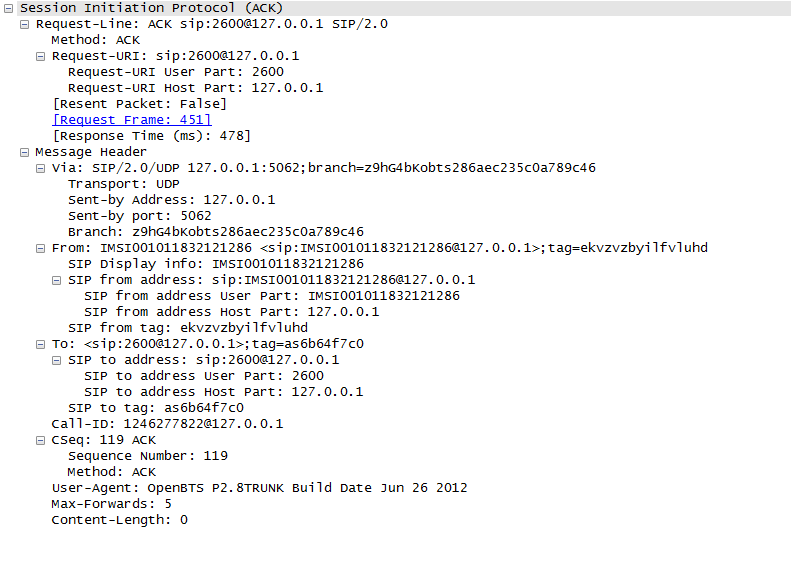 Session Initiation Protocol (ACK)
Request-Line: ACK sip:2600@127.0.0.1 SIP/2.0
Method: ACK
Request-URI: sip:2600@127.0.0.1
Request-URI User Part: 2600
Request-URI Host Part: 127.0.0.1
[Resent Packet: False]
[Request Frame: 451]
[Response Time (ms): 478]
Message Header
Via: SIP/2.0/UDP 127.0.0.1:5062;branch=z9hG4bKobts286aec235c0a789c46
Transport: UDP
Sent-by Address: 127.0.0.1
Sent-by port: 5062
Branch: z9hG4bKobts286aec235c0a789c46
From: IMSI001011832121286 <sip:IMSI001011832121286@127.0.0.1>;tag=ekvzvzbyilfvluhd
SIP Display info: IMSI001011832121286
SIP from address: sip:IMSI001011832121286@127.0.0.1
SIP from address User Part: IMSI001011832121286
SIP from address Host Part: 127.0.0.1
SIP from tag: ekvzvzbyilfvluhd
To: <sip:2600@127.0.0.1>;tag=as6b64f7c0
SIP to address: sip:2600@127.0.0.1
SIP to address User Part: 2600
SIP to address Host Part: 127.0.0.1
SIP to tag: as6b64f7c0
Call-ID: 1246277822@127.0.0.1
CSeq: 119 ACK
Sequence Number: 119
Method: ACK
User-Agent: OpenBTS P2.8TRUNK Build Date Jun 26 2012
Max-Forwards: 5
Content-Length: 0